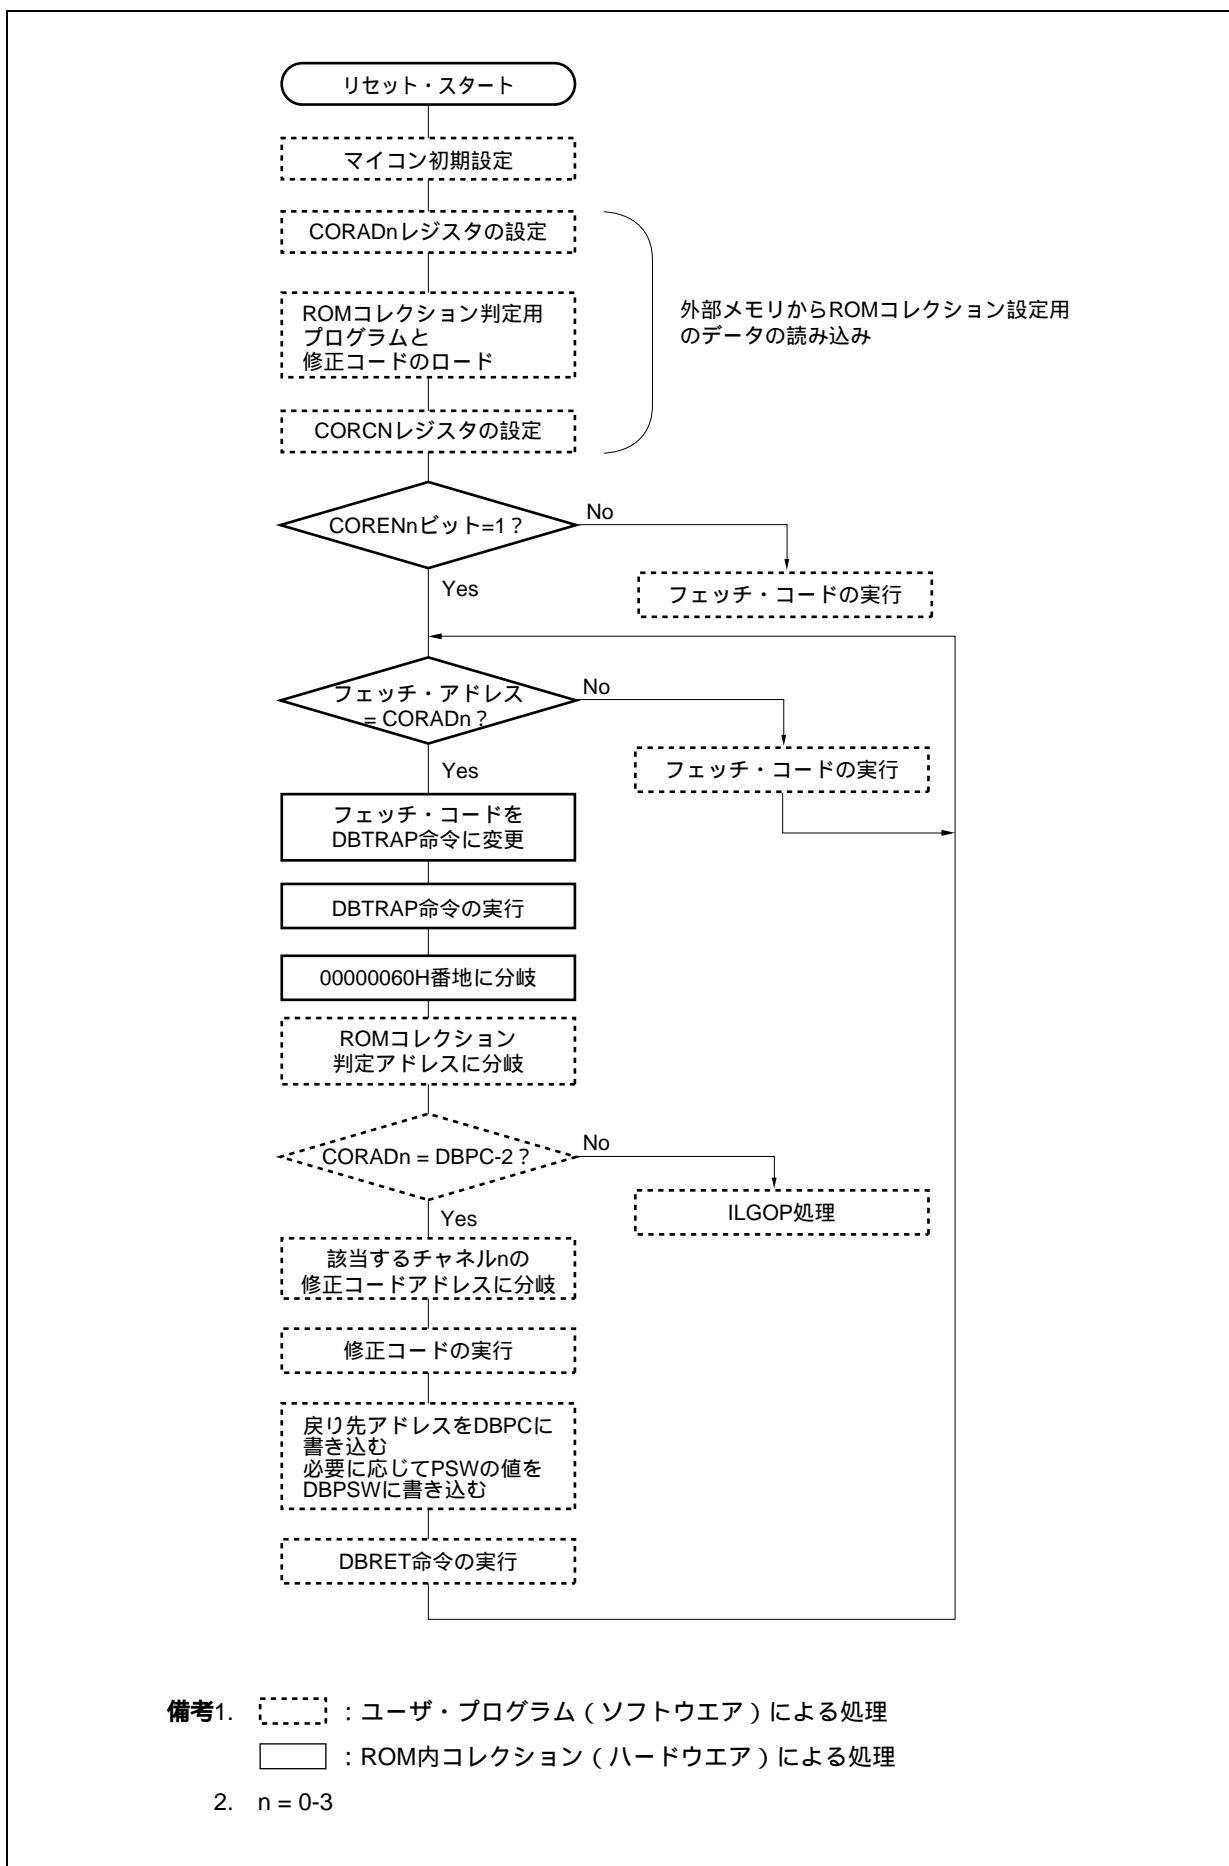 リセット・スタート
マイコン初期設定
CORADnレジスタの設定
ROMコレクション判定用
プログラムと
修正コードのロード
CORCNレジスタの設定
外部メモリからROMコレクション設定用
のデータの読み込み
CORENnビット=1？
No
フェッチ・コードの実行
Yes
フェッチ・アドレス
= CORADn？
No
フェッチ・コードの実行
Yes
フェッチ・コードを
DBTRAP命令に変更
DBTRAP命令の実行
00000060H番地に分岐
ROMコレクション
判定アドレスに分岐
CORADn = DBPC-2？
No
ILGOP処理
Yes
該当するチャネルnの
修正コードアドレスに分岐
修正コードの実行
戻り先アドレスをDBPCに
書き込む
必要に応じてPSWの値を
DBPSWに書き込む
DBRET命令の実行
備考1. ：ユーザ・プログラム（ソフトウエア）による処理
：ROM内コレクション（ハードウエア）による処理
2. n = 0-3